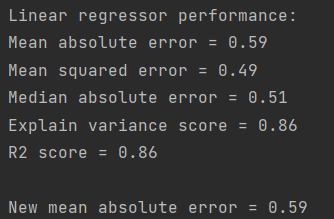 Linear regressor performance:
Mean absolute error = 0.59
Mean squared error = 0.49
Median absolute error = 0.51
Explain variance score = 0.86
R2 score = 0.86
New mean absolute error = 0.59